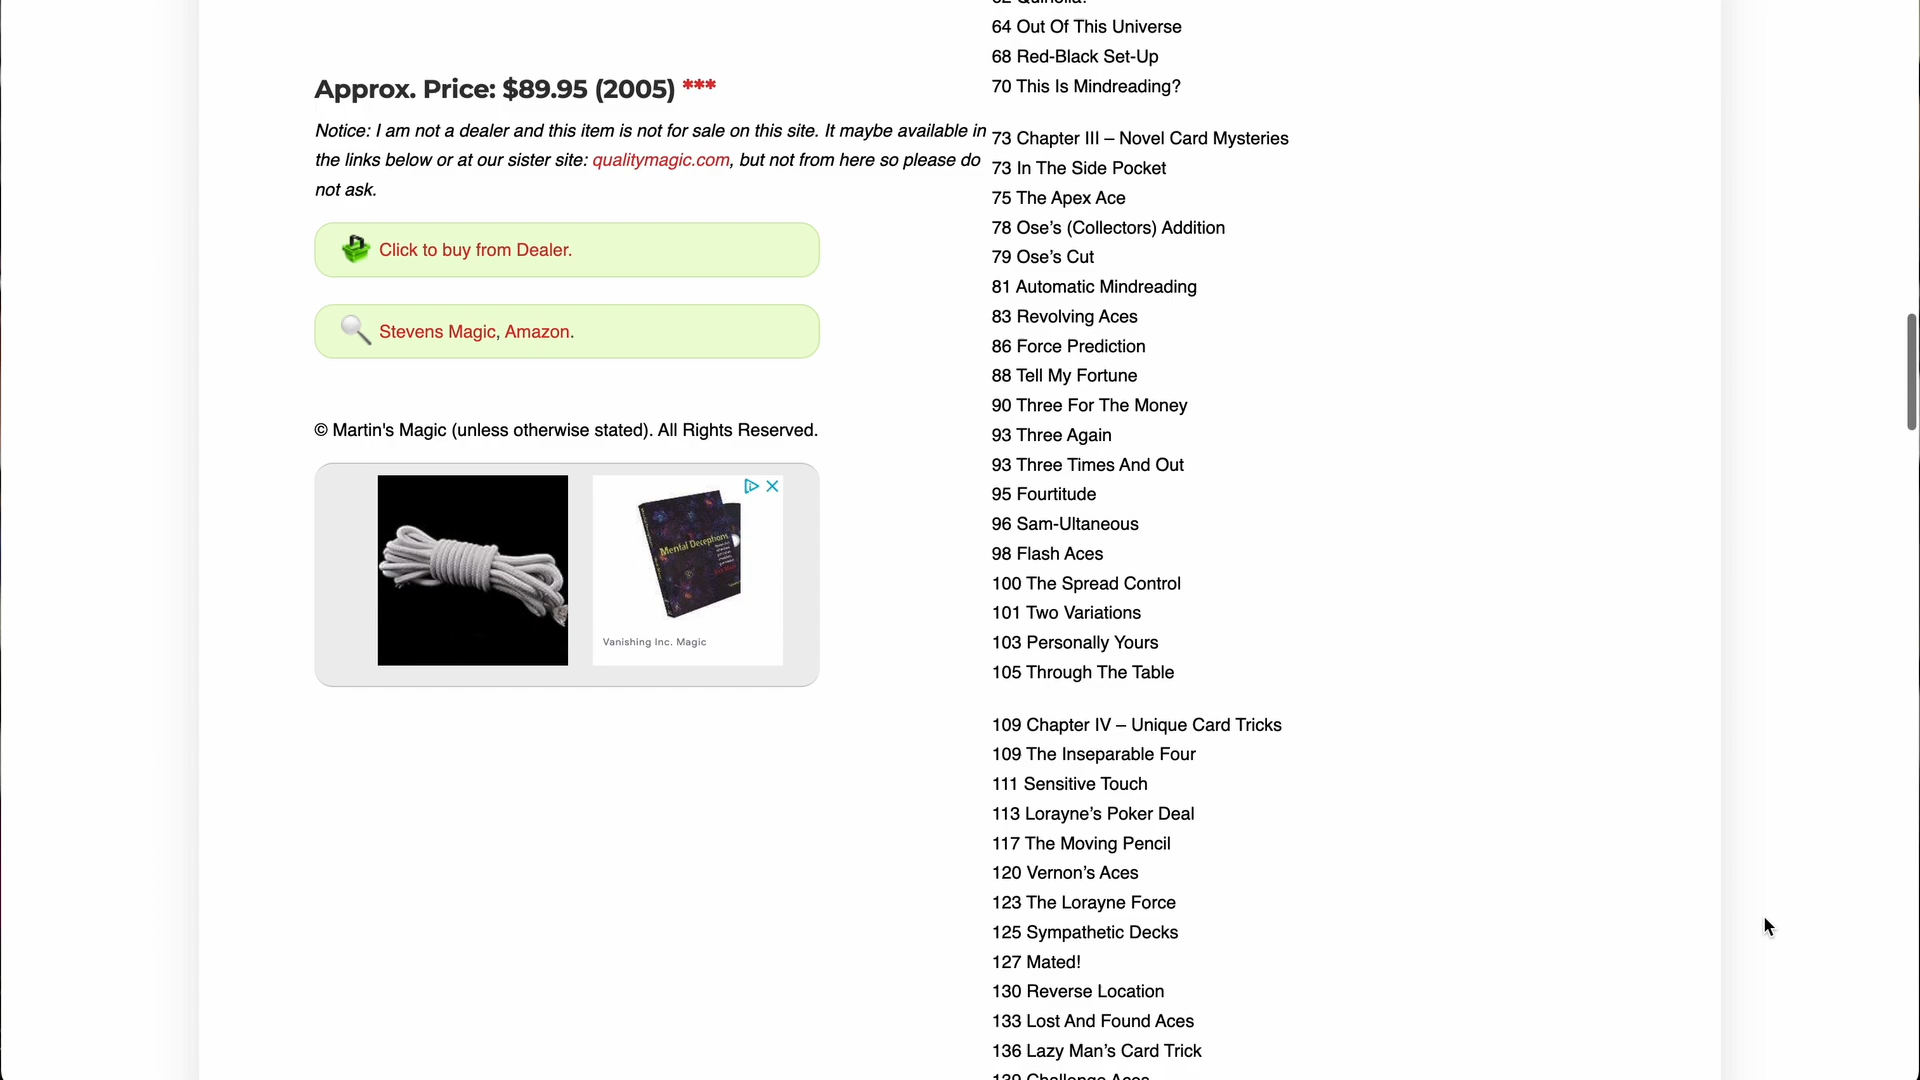 Approx. Price: $89.95 (2005) ***
Notice: I am not a dealer and this item is not for sale on this site. It maybe available in
the links below or at our sister site: qualitymagic.com, but not from here so please do
not ask.
Click to buy from Dealer.
Stevens Magic, Amazon.
© Martin's Magic (unless otherwise stated). All Rights Reserved.
Mental Deceptions
Vanishing Inc. Magic
64 Out Of This Universe
68 Red-Black Set-Up
70 This Is Mindreading?
73 Chapter III – Novel Card Mysteries
73 In The Side Pocket
75 The Apex Ace
78 Ose’s (Collectors) Addition
79 Ose’s Cut
81 Automatic Mindreading
83 Revolving Aces
86 Force Prediction
88 Tell My Fortune
90 Three For The Money
93 Three Again
93 Three Times And Out
95 Fourtitude
96 Sam-Ultaneous
98 Flash Aces
100 The Spread Control
101 Two Variations
103 Personally Yours
105 Through The Table
109 Chapter IV – Unique Card Tricks
109 The Inseparable Four
111 Sensitive Touch
113 Lorayne’s Poker Deal
117 The Moving Pencil
120 Vernon’s Aces
123 The Lorayne Force
125 Sympathetic Decks
127 Mated!
130 Reverse Location
133 Lost And Found Aces
136 Lazy Man’s Card Trick
139 Challenge Aces